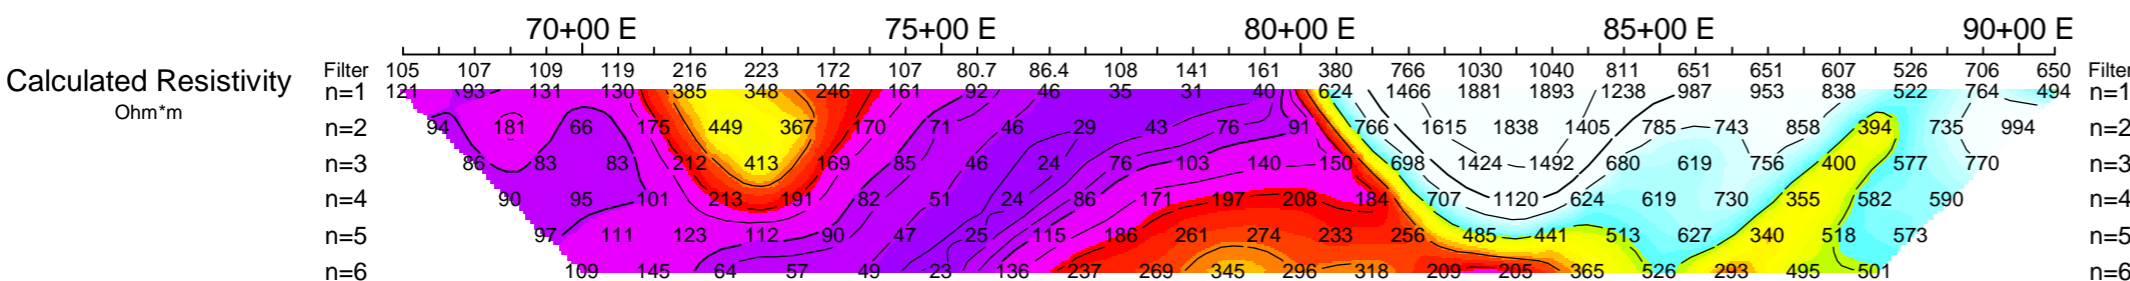 70+00 E 75+00 E 80+00 E 85+00 E 90+00 E
Calculated Resistivity
Ohm*m
Filter 105 107 109 119 216 223 172 107 80.7 86.4 108 141 161 380 766 1030 1040 811 651 651 607 526 706 650 Filter
n=1 121 93 131 130 385 348 246 161 92 46 35 31 40 624 1466 1881 1893 1238 987 953 838 522 764 494 n=1
n=2 94 181 66 175 449 367 170 71 46 29 43 76 91 766 1615 1838 1405 785 743 858 394 735 994 n=2
n=3 86 83 83 212 413 169 85 46 24 76 103 140 150 698 1424 1492 680 619 756 400 577 770 n=3
n=4 90 95 101 213 191 82 51 24 86 171 197 208 184 707 1120 624 619 730 355 582 590 n=4
n=5 97 111 123 112 90 47 25 115 186 261 274 233 256 485 441 513 627 340 518 573 n=5
n=6 109 145 64 57 49 23 136 237 269 345 296 318 209 205 365 526 293 495 501 n=6